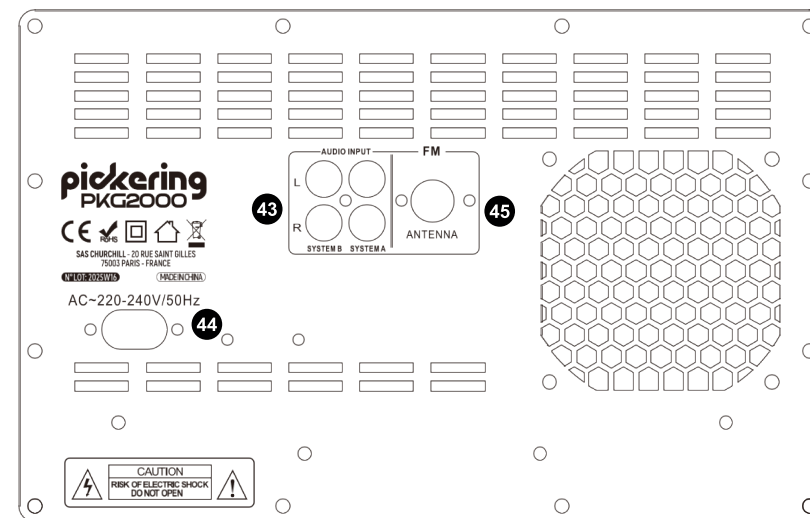 AUDIO INPUT
FM
L
R
SYSTEM B SYSTEM A
ANTENNA
43
45
pickering
PKG2000
CE RoHS
SAS CHURCHILL - 20 RUE SAINT GILLES
75003 PARIS - FRANCE
N° LOT: 2025W16 MADE IN CHINA
AC~220-240V/50Hz
44
CAUTION
RISK OF ELECTRIC SHOCK
DO NOT OPEN